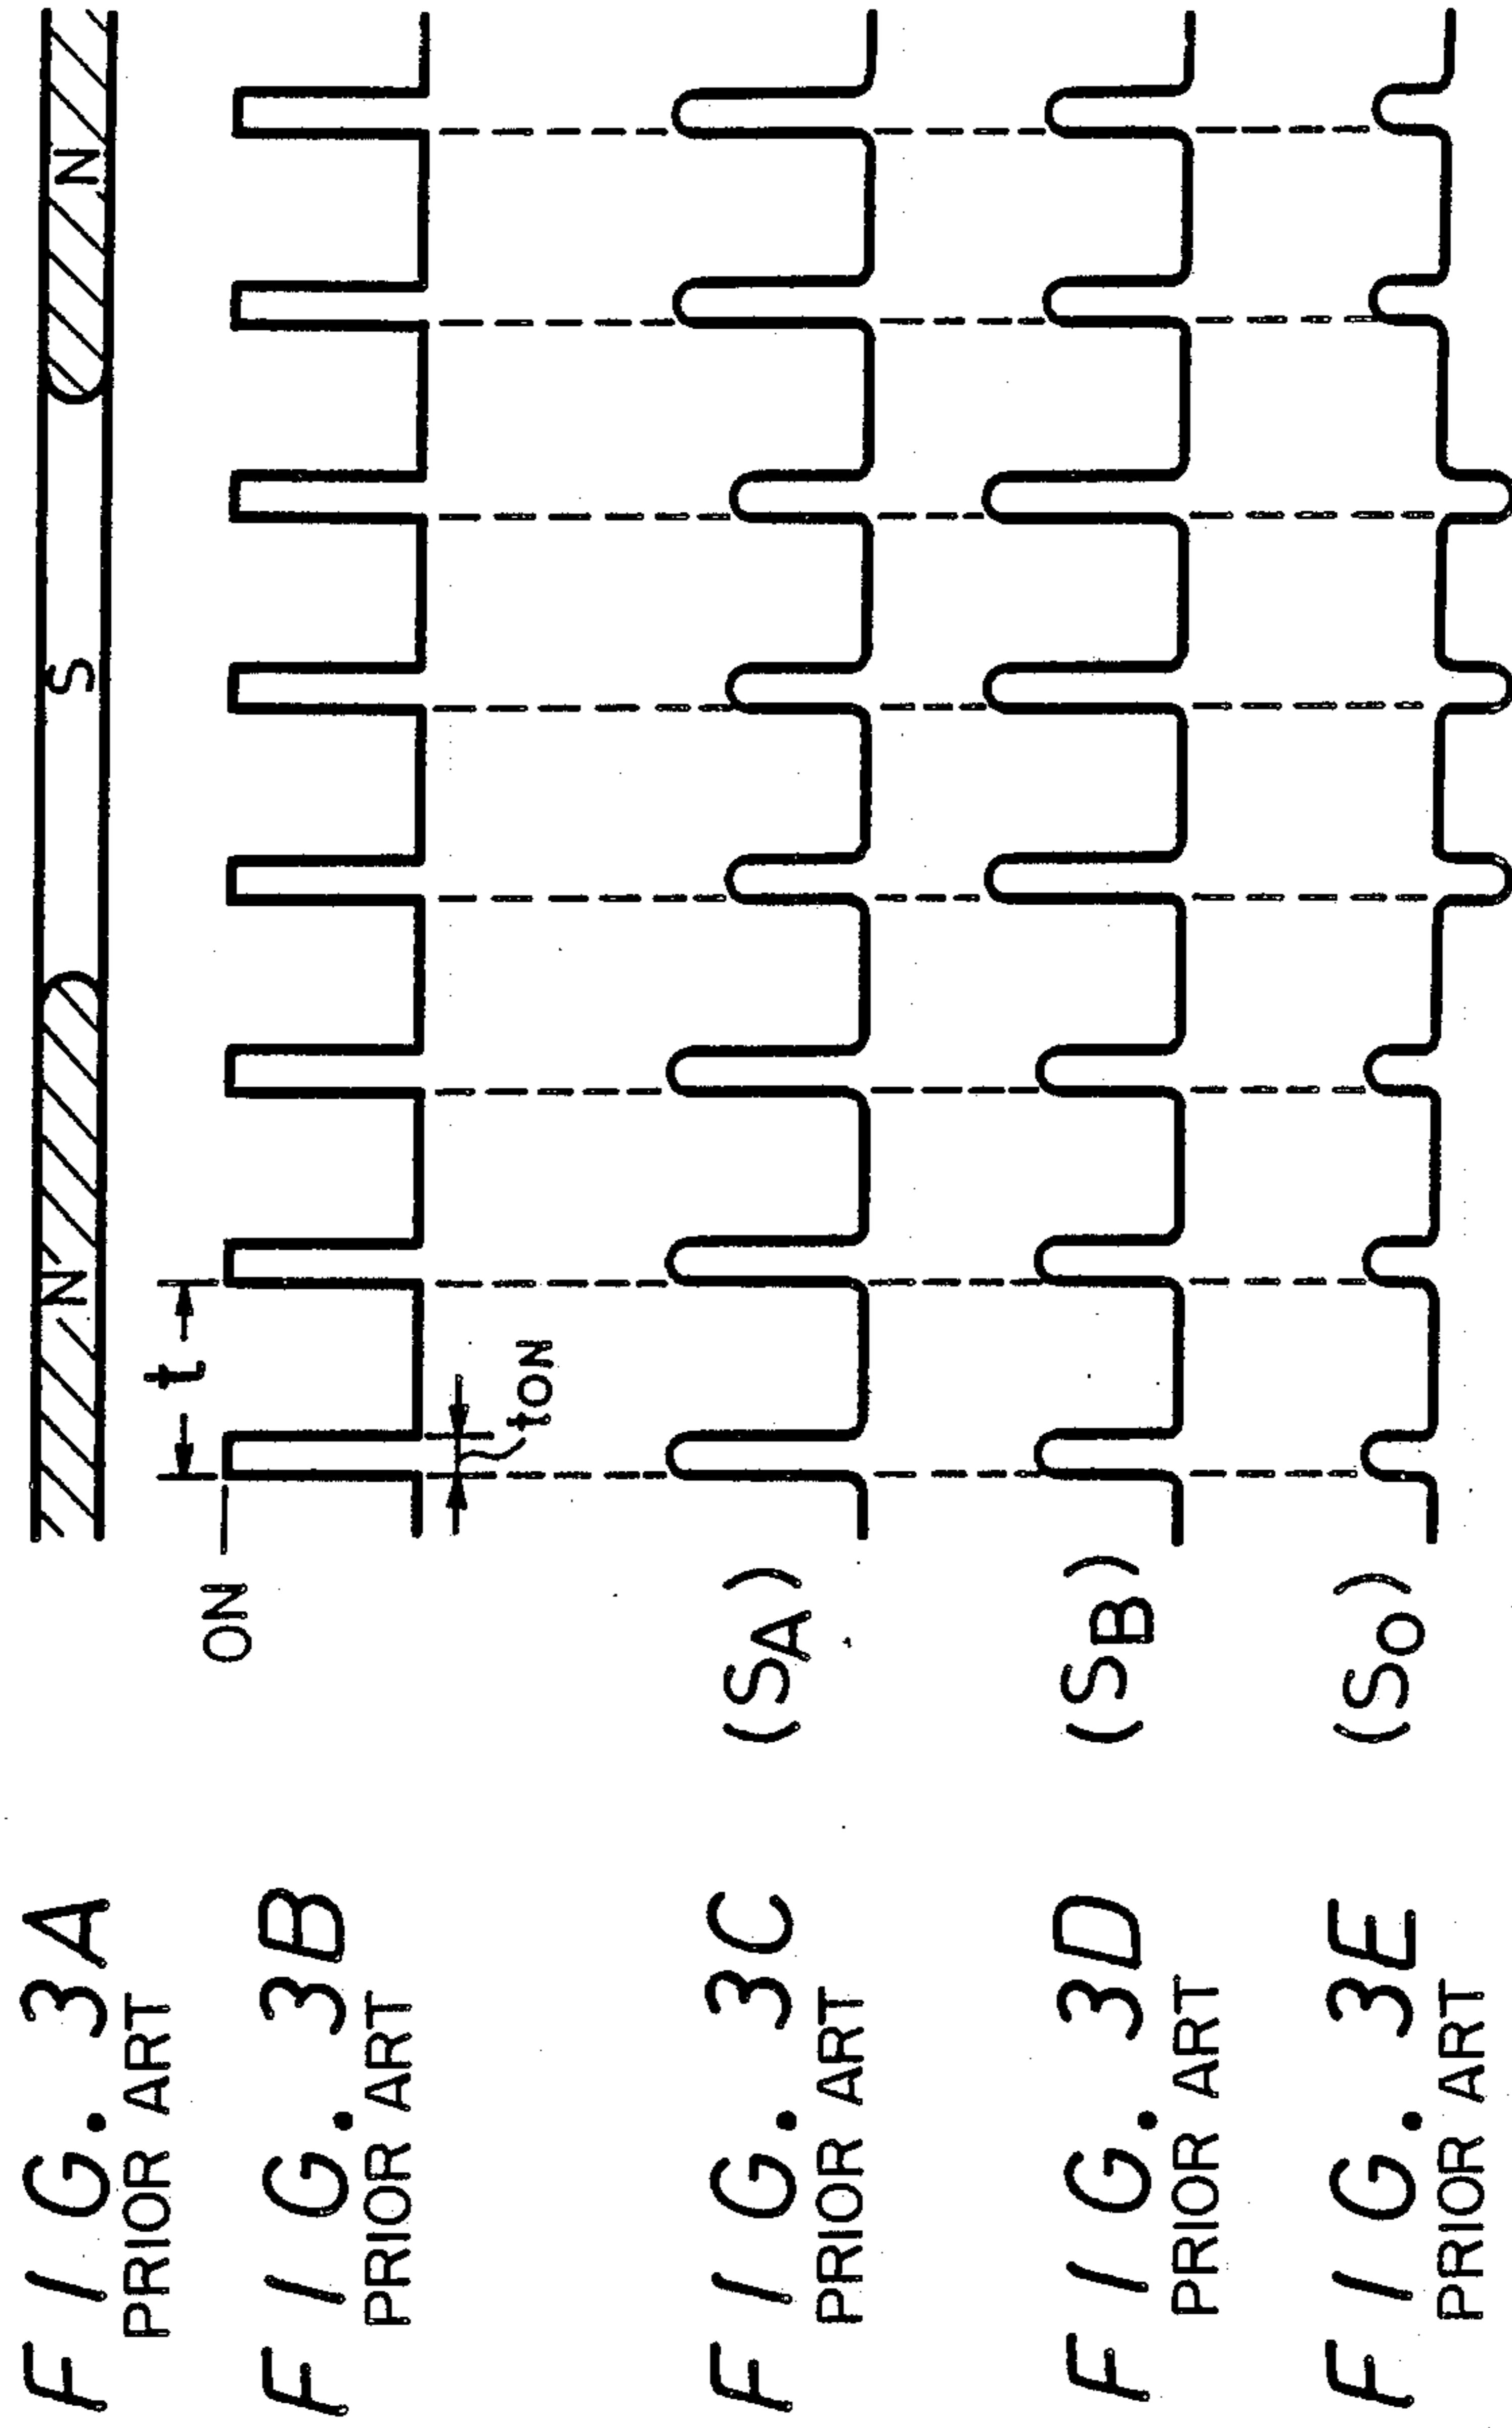 FIG. 3A
PRIOR ART
N
S
N
FIG. 3B
PRIOR ART
ON
t
tON
FIG. 3C
PRIOR ART
(SA)
FIG. 3D
PRIOR ART
(SB)
FIG. 3E
PRIOR ART
(SO)